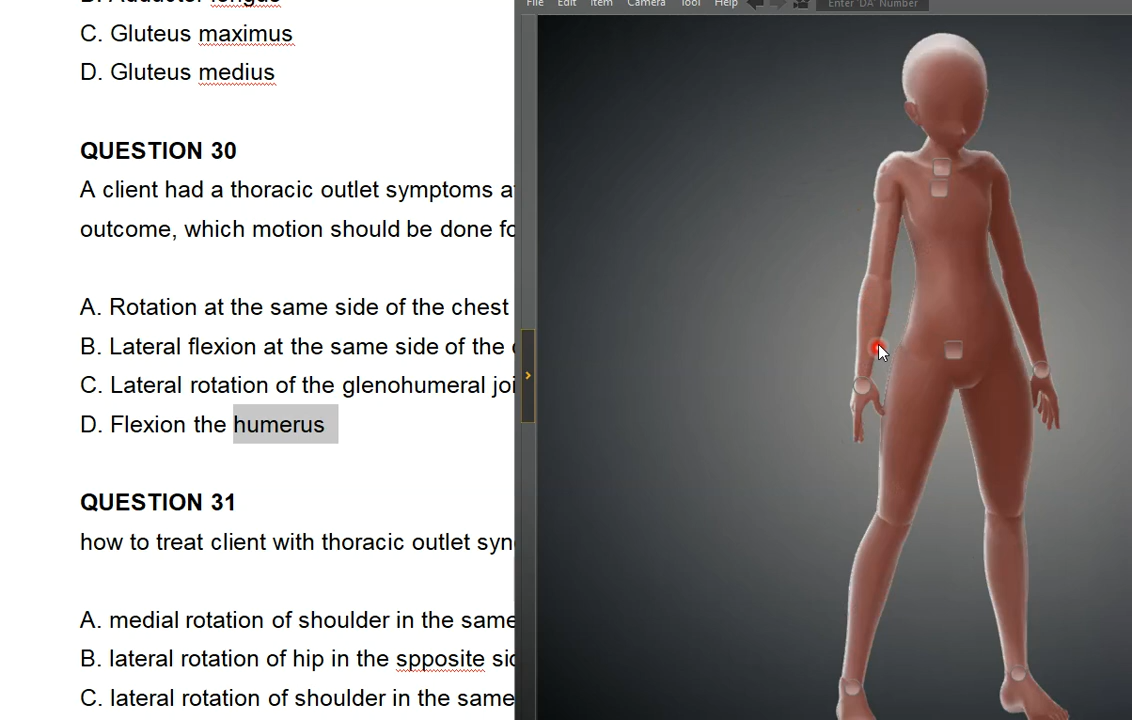 C. Gluteus maximus
D. Gluteus medius
QUESTION 30
A client had a thoracic outlet symptoms
outcome, which motion should be done
A. Rotation at the same side of the chest
B. Lateral flexion at the same side of the
C. Lateral rotation of the glenohumeral
D. Flexion the humerus
QUESTION 31
how to treat client with thoracic outlet
A. medial rotation of shoulder in the same
B. lateral rotation of hip in the spposite
C. lateral rotation of shoulder in the same
File Edit Item Camera Tool Help Enter 'DA' Number